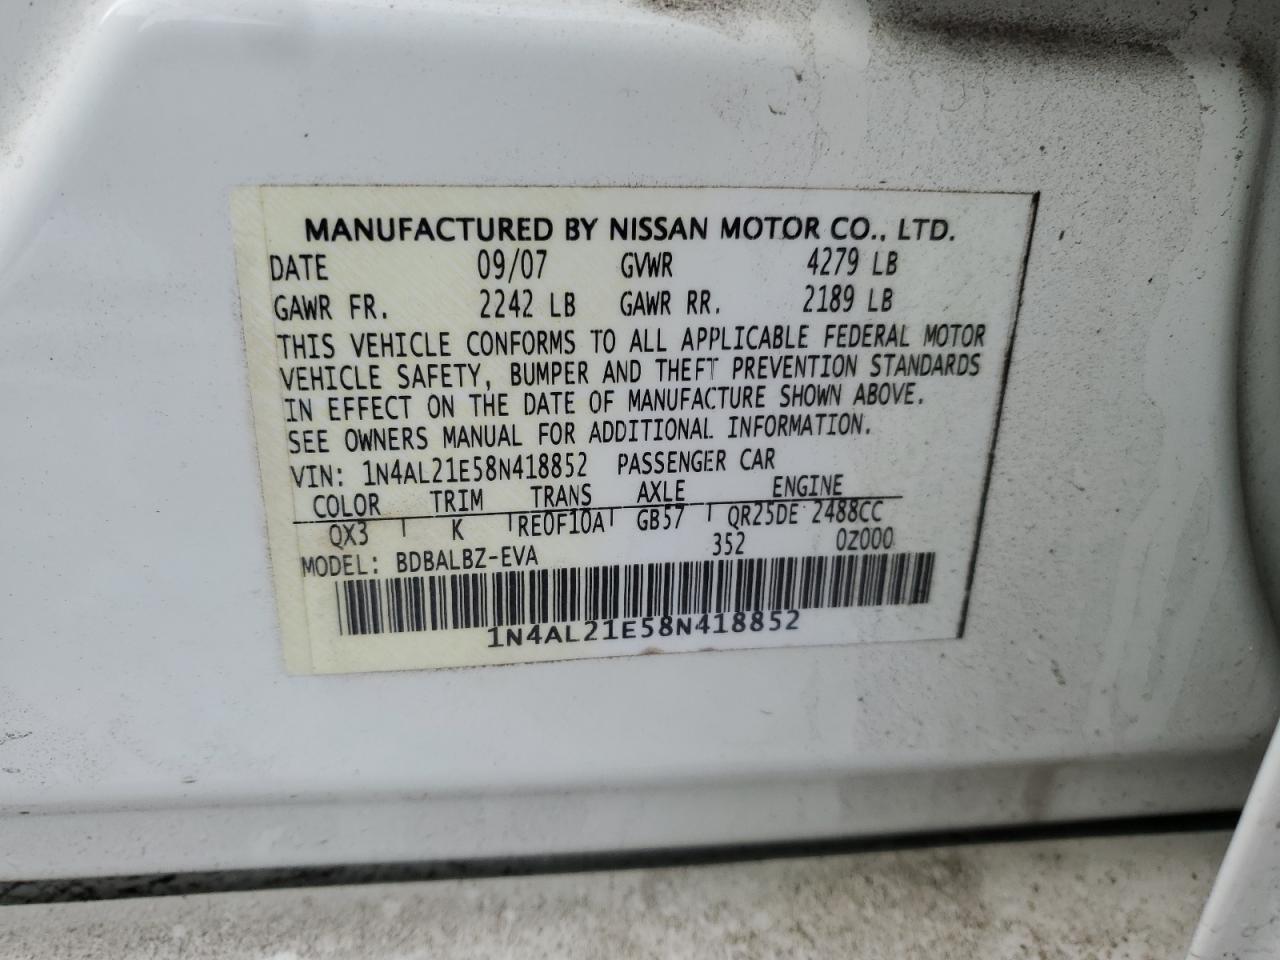 MANUFACTURED BY NISSAN MOTOR CO., LTD.
DATE 09/07 GVWR 4279 LB
GAWR FR. 2242 LB GAWR RR. 2189 LB
THIS VEHICLE CONFORMS TO ALL APPLICABLE FEDERAL MOTOR
VEHICLE SAFETY, BUMPER AND THEFT PREVENTION STANDARDS
IN EFFECT ON THE DATE OF MANUFACTURE SHOWN ABOVE.
SEE OWNERS MANUAL FOR ADDITIONAL INFORMATION.
VIN: 1N4AL21E58N418852 PASSENGER CAR
COLOR TRIM TRANS AXLE ENGINE
QX3 K RE0F10A GB57 QR25DE 2488CC
MODEL: BDBALBZ-EVA 352 0Z000
1N4AL21E58N418852